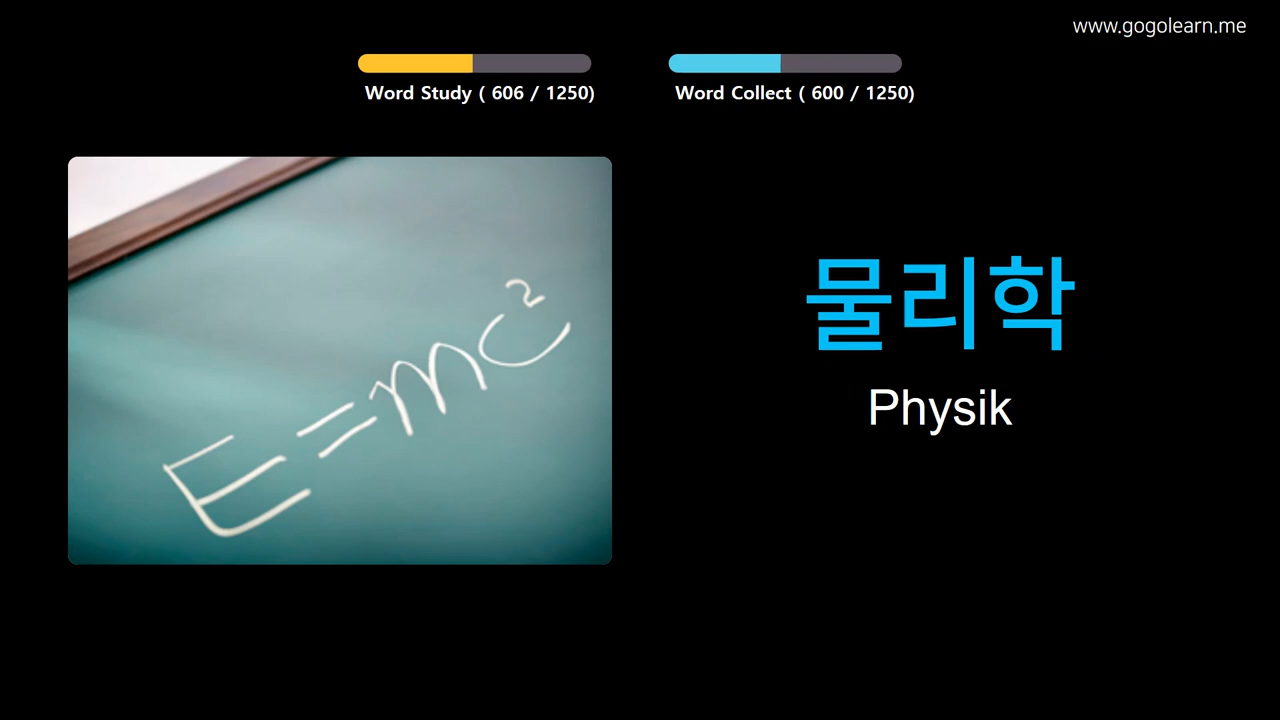 www.gogolearn.me
Word Study ( 606 / 1250)
Word Collect ( 600 / 1250)
E=mc²
물리학
Physik